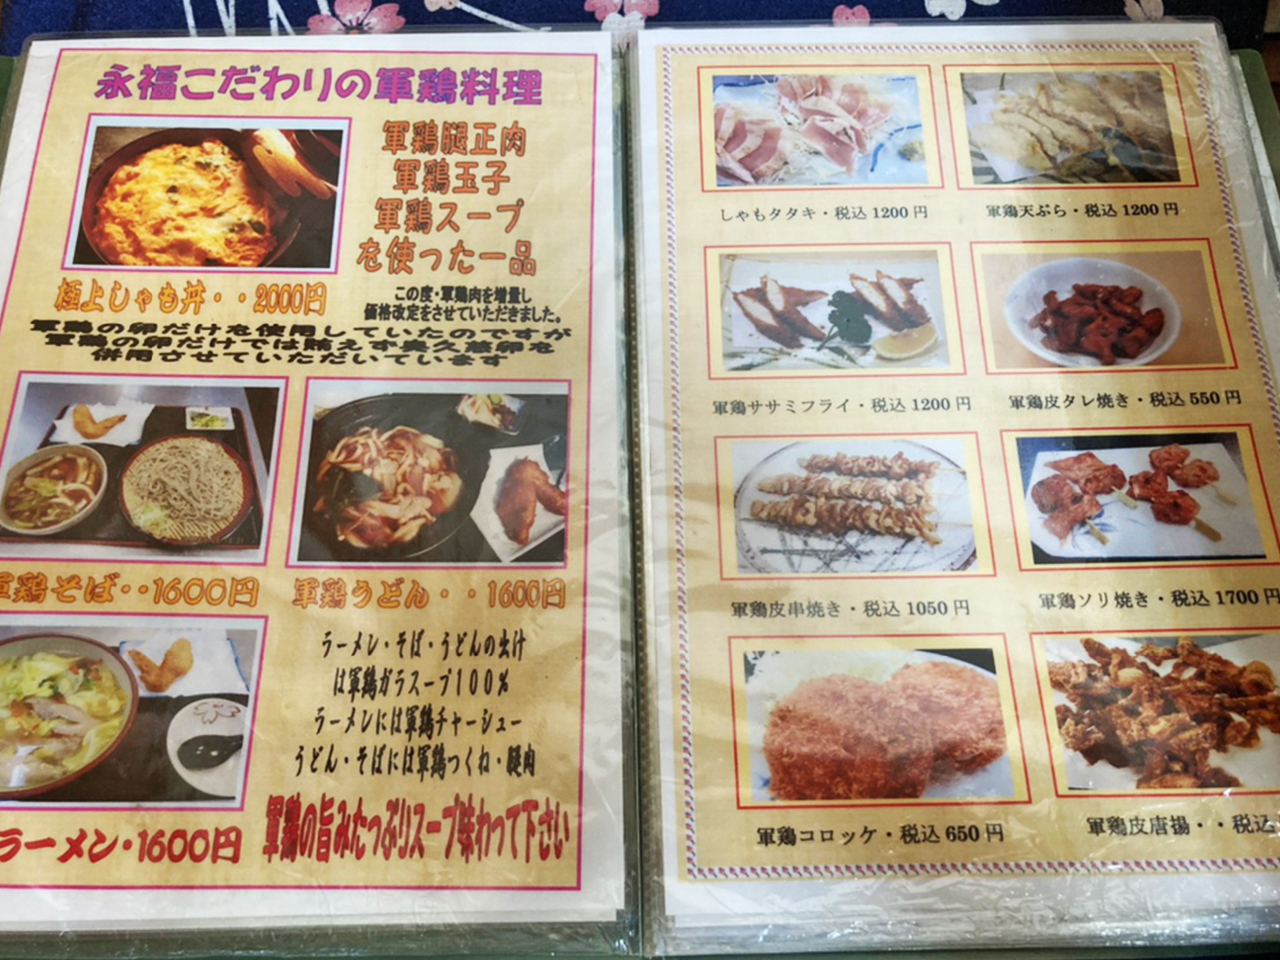 永福こだわりの軍鶏料理
軍鶏腿正肉
軍鶏玉子
軍鶏スープ
を使った一品
極上しゃも丼・・2000円
この度・軍鶏肉を増量し
価格改定をさせていただきました。
軍鶏の卵だけを使用していたのですが
軍鶏の卵だけでは賄えず奥久慈卵を
併用させていただいています
軍鶏そば・・1600円
軍鶏うどん・・1600円
ラーメン・そば・うどんの出汁
は軍鶏ガラスープ100%
ラーメンには軍鶏チャーシュー
うどん・そばには軍鶏つくね・腿肉
ラーメン・1600円
軍鶏の旨みたっぷりスープ味わって下さい
しゃもタタキ・税込1200円
軍鶏天ぷら・税込1200円
軍鶏ササミフライ・税込1200円
軍鶏皮タレ焼き・税込550円
軍鶏皮串焼き・税込1050円
軍鶏ソリ焼き・税込1700円
軍鶏コロッケ・税込650円
軍鶏皮唐揚・・税込